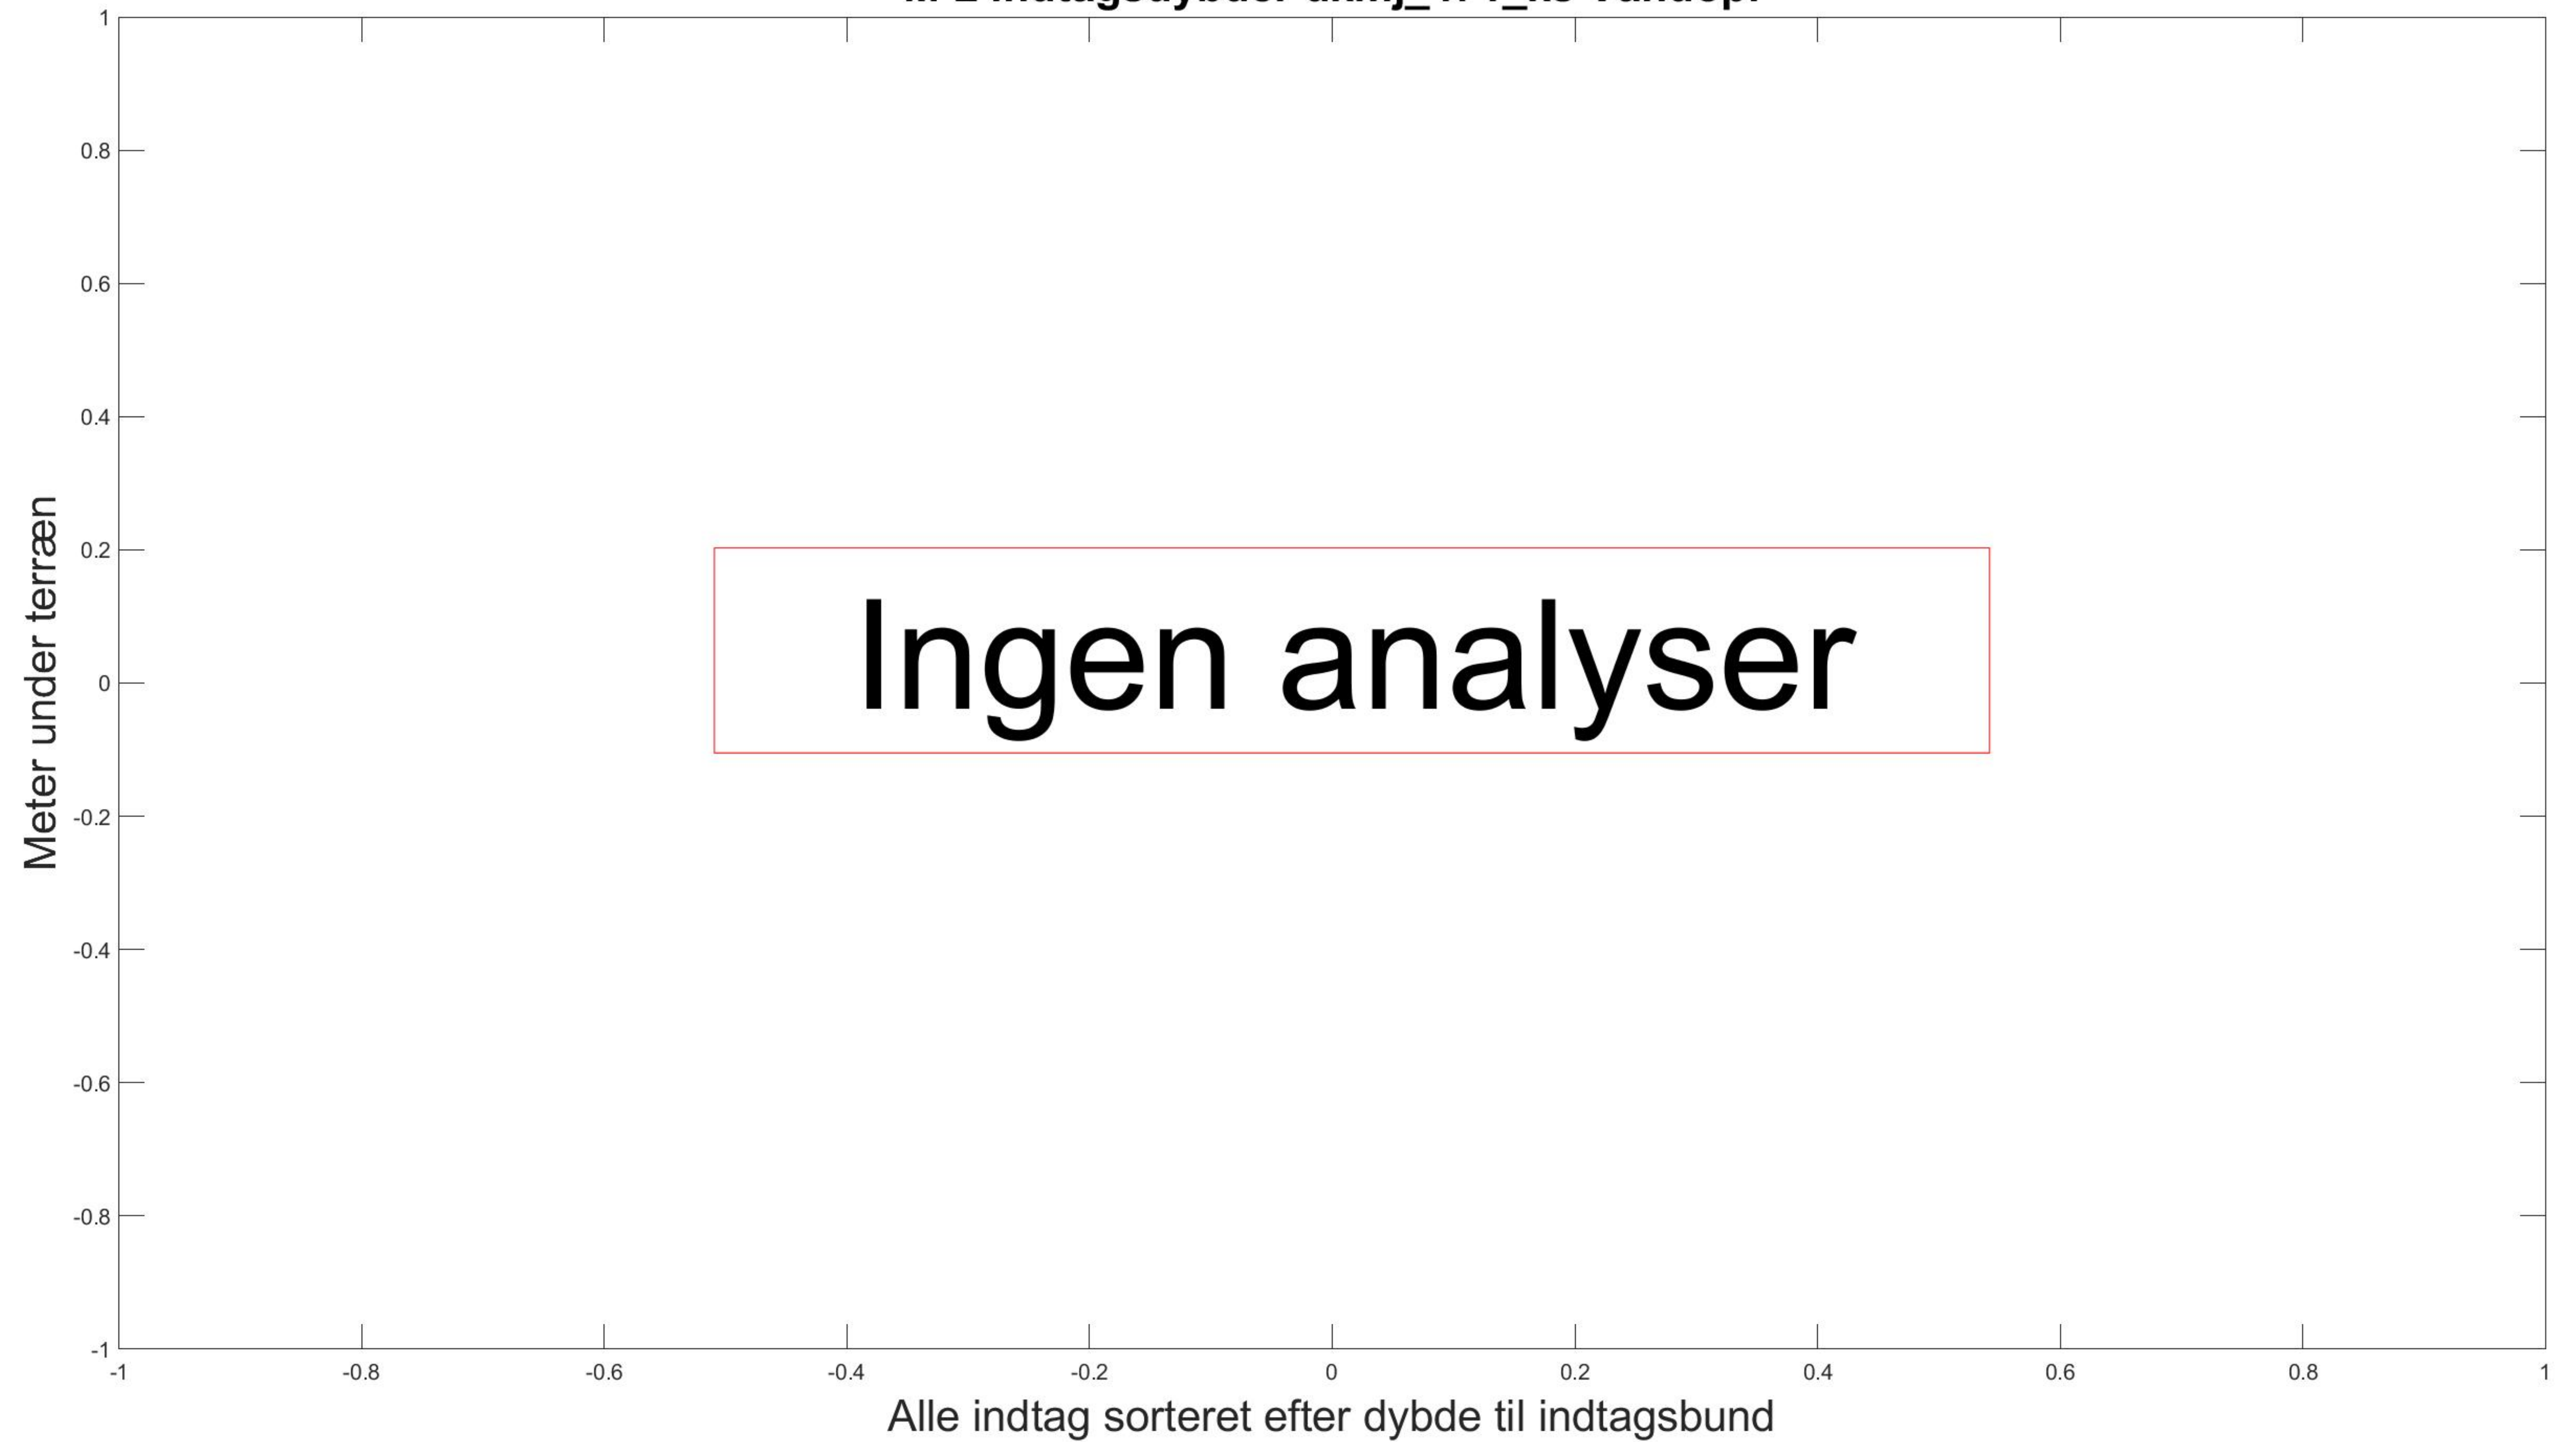 indtagsdybder
1
0.8
0.6
0.4
0.2
0
-0.2
-0.4
-0.6
-0.8
-1
Meter under terræn
Ingen analyser
-1 -0.8 -0.6 -0.4 -0.2 0 0.2 0.4 0.6 0.8 1
Alle indtag sorteret efter dybde til indtagsbund